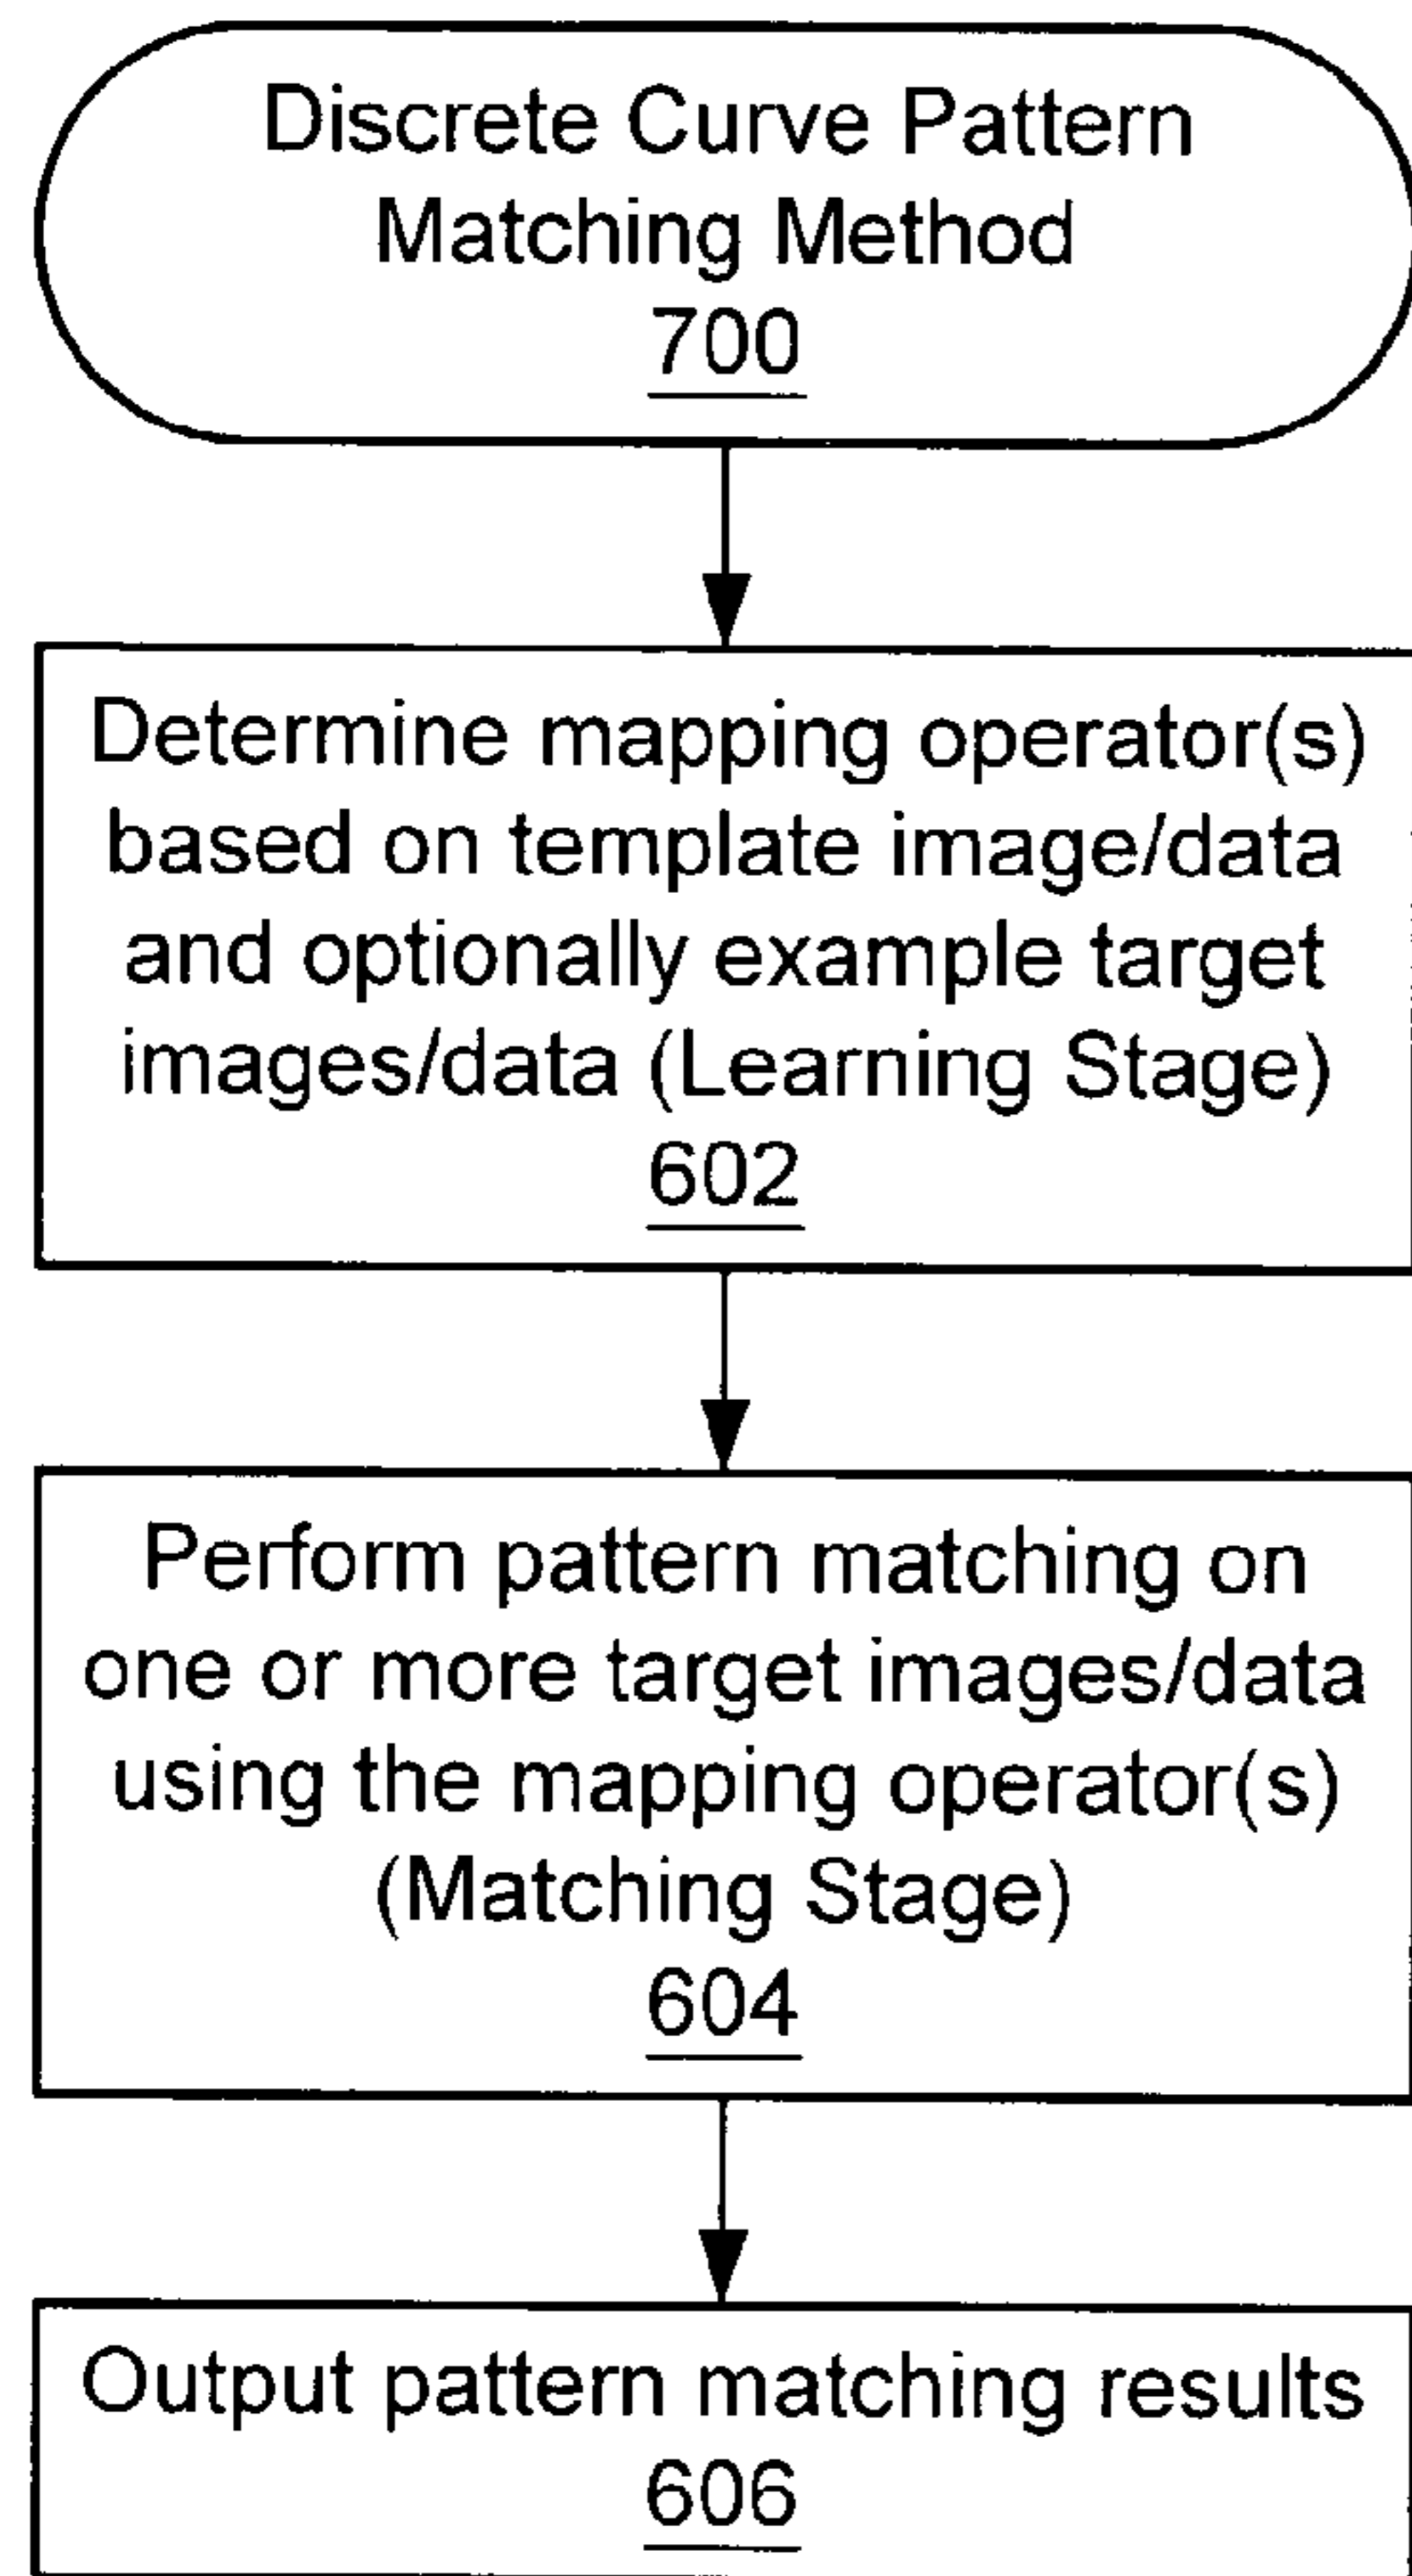 Discrete Curve Pattern
Matching Method
700
Determine mapping operator(s)
based on template image/data
and optionally example target
images/data (Learning Stage)
602
Perform pattern matching on
one or more target images/data
using the mapping operator(s)
(Matching Stage)
604
Output pattern matching results
606